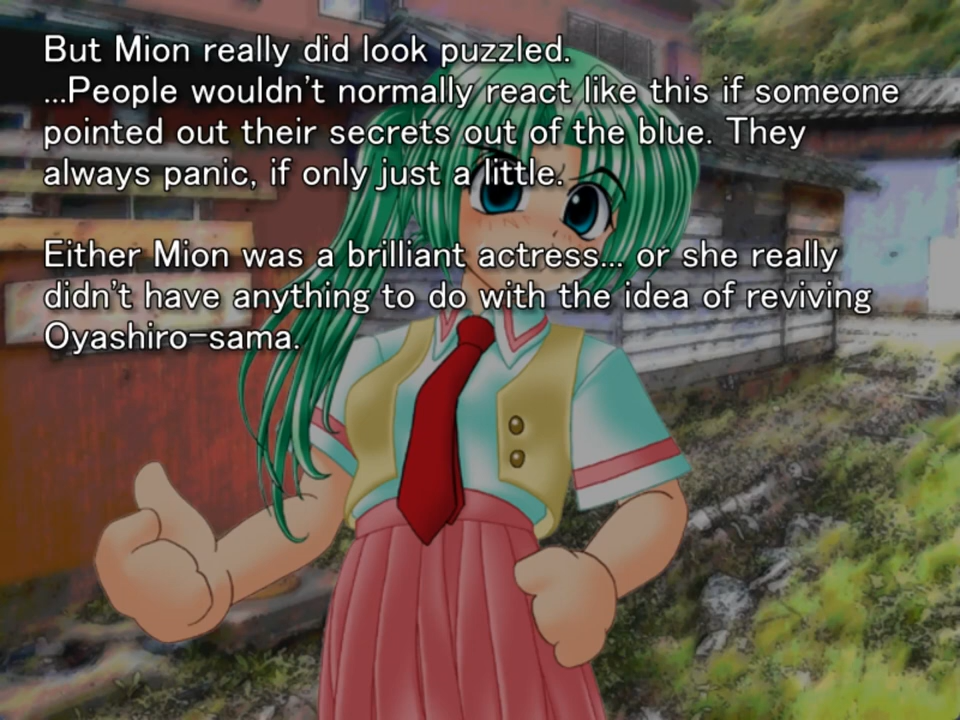 But Mion really did look puzzled.
...People wouldn't normally react like this if someone
pointed out their secrets out of the blue. They
always panic, if only just a little.
Either Mion was a brilliant actress... or she really
didn't have anything to do with the idea of reviving
Oyashiro-sama.